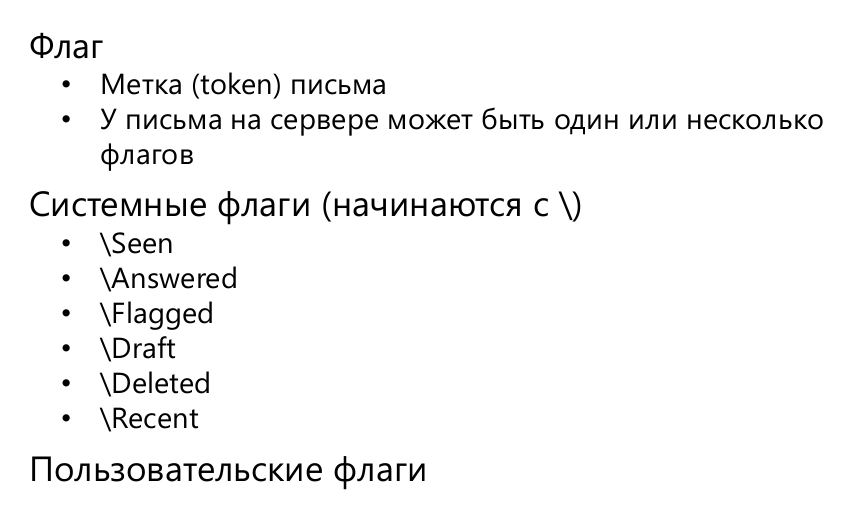 Флаг
• Метка (token) письма
• У письма на сервере может быть один или несколько
флагов
Системные флаги (начинаются с \)
• \Seen
• \Answered
• \Flagged
• \Draft
• \Deleted
• \Recent
Пользовательские флаги